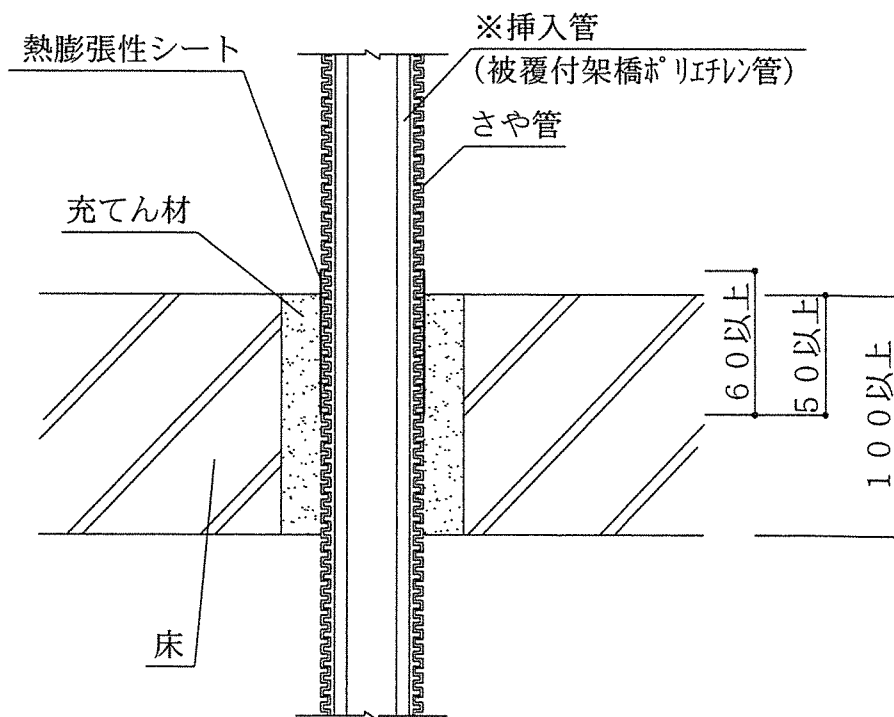 熱膨張性シート
※挿入管
(被覆付架橋ﾎﾟﾘｴﾁﾚﾝ管)
さや管
充てん材
６０以上
５０以上
１００以上
床